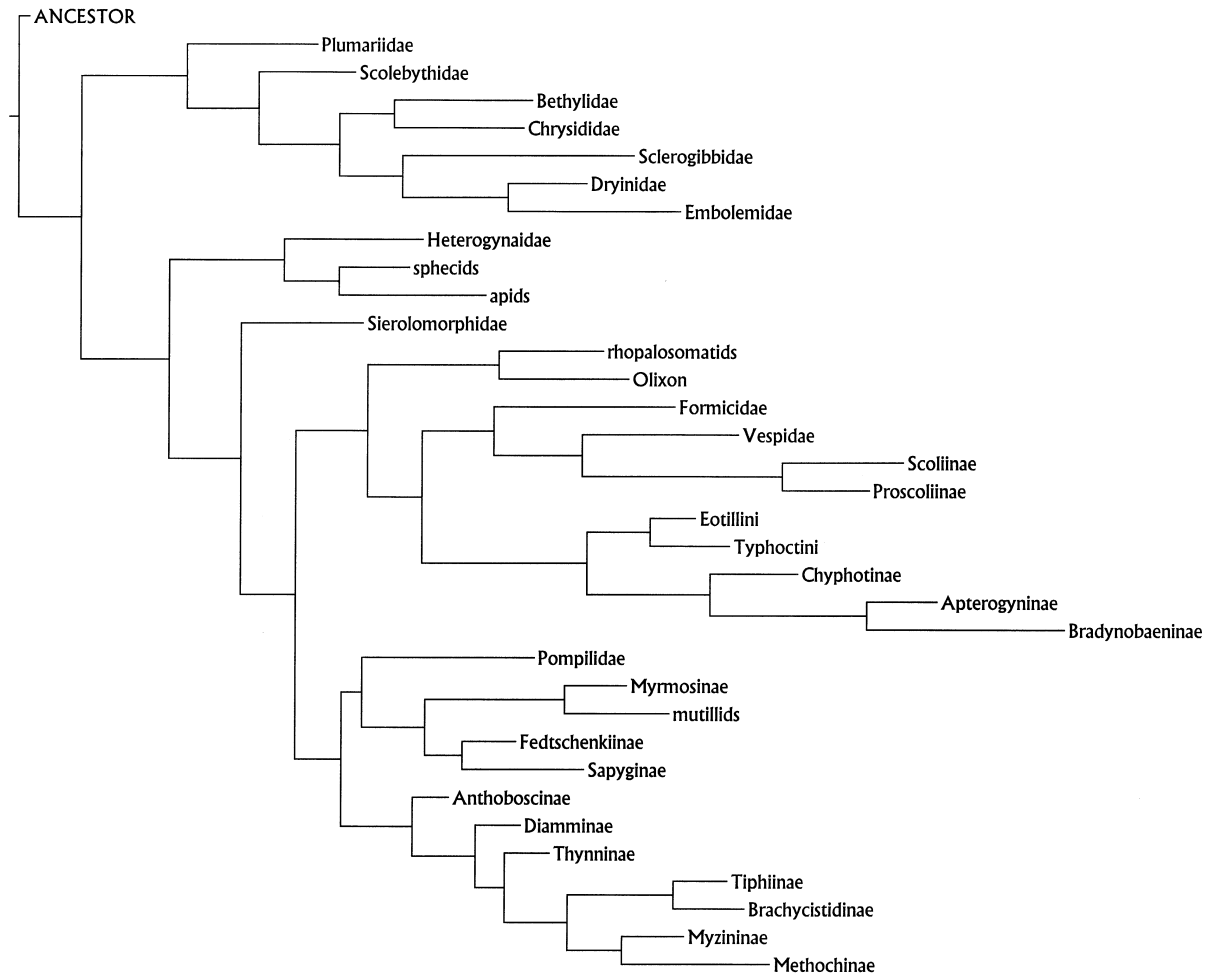 ANCESTOR
Plumariidae
Scolebythidae
Bethylidae
Chrysididae
Sclerogibbidae
Dryinidae
Embolemidae
Heterogynaidae
sphecids
apids
Sierolomorphidae
rhopalosomatids
Olixon
Formicidae
Vespidae
Scoliinae
Proscoliinae
Eotillini
Typhoctini
Chyphotinae
Apterogyninae
Bradynobaeninae
Pompilidae
Myrmosinae
mutillids
Fedtschenkiinae
Sapyginae
Anthoboscinae
Diamminae
Thynninae
Tiphiinae
Brachycistidinae
Myzininae
Methochinae